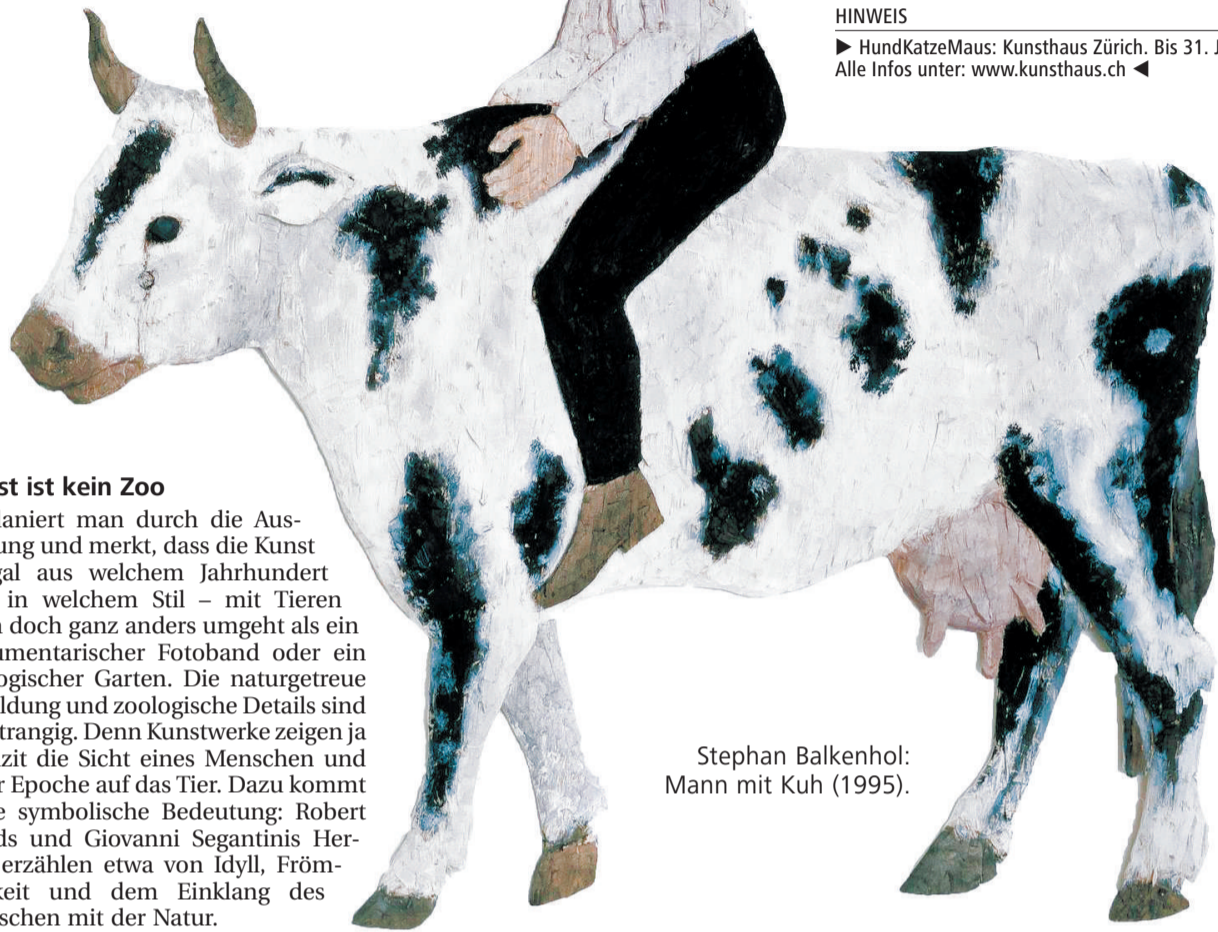 HINWEIS
▶ HundKatzeMaus: Kunsthaus Zürich. Bis 31. J
Alle Infos unter: www.kunsthaus.ch ◀
st ist kein Zoo
laniert man durch die Aus-
ung und merkt, dass die Kunst
gal aus welchem Jahrhundert
in welchem Stil – mit Tieren
n doch ganz anders umgeht als ein
umentarischer Fotoband oder ein
ogischer Garten. Die naturgetreue
ldung und zoologische Details sind
trangig. Denn Kunstwerke zeigen ja
izit die Sicht eines Menschen und
r Epoche auf das Tier. Dazu kommt
e symbolische Bedeutung: Robert
ds und Giovanni Segantinis Her-
erzählen etwa von Idyll, Fröm-
keit und dem Einklang des
schen mit der Natur.
Stephan Balkenhol:
Mann mit Kuh (1995).